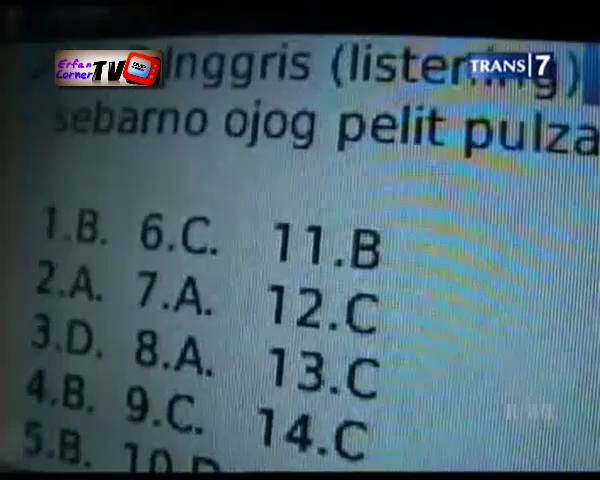 Erfan Corner TV
TRANS|7
Inggris (listening)
sebarno ojog pelit pulza
1.B. 6.C. 11.B
2.A. 7.A. 12.C
3.D. 8.A. 13.C
4.B. 9.C. 14.C
5.B. 10.D